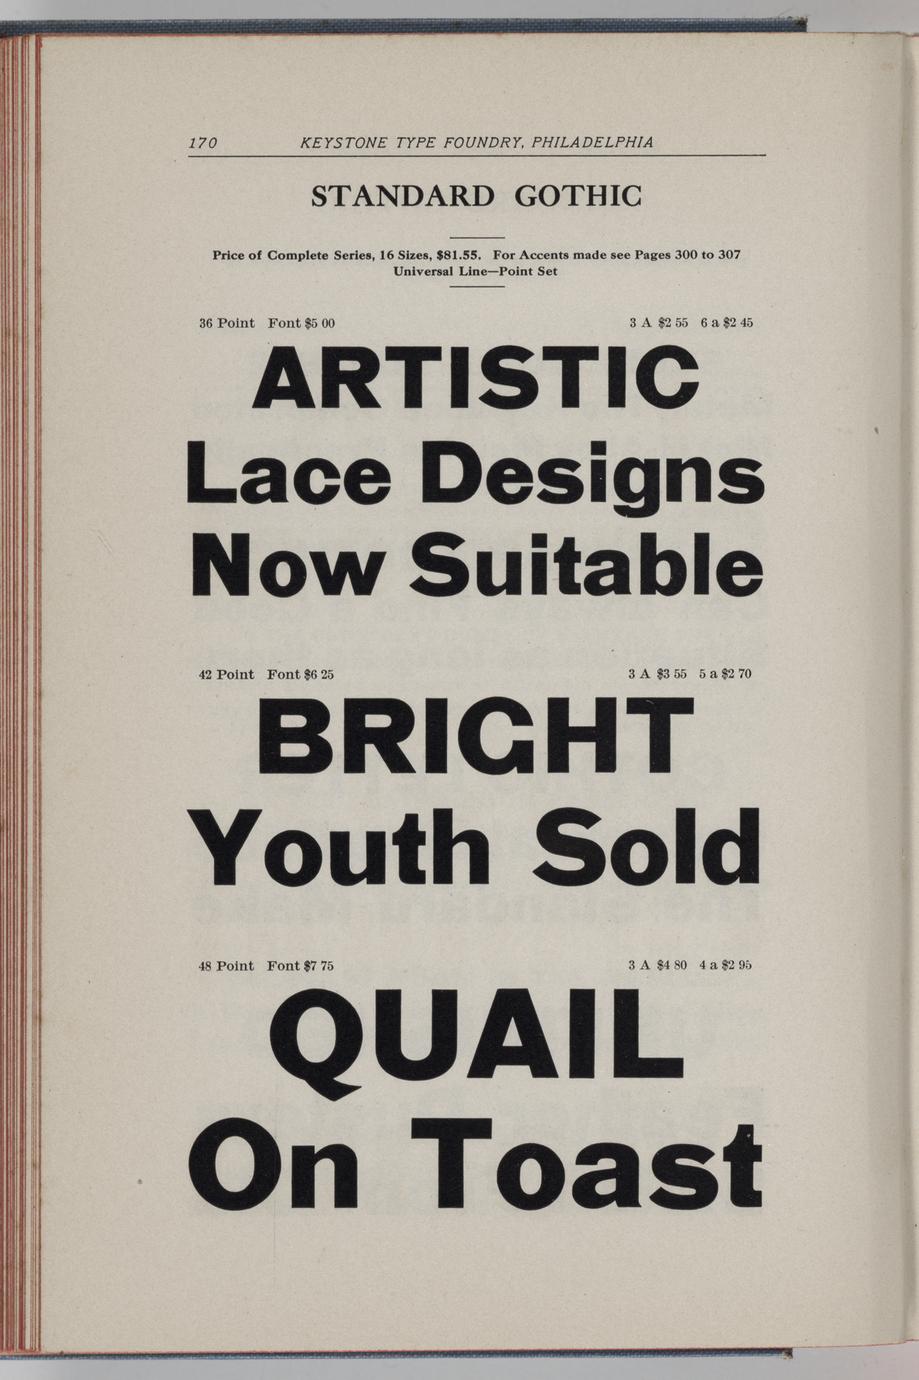 170 KEYSTONE TYPE FOUNDRY, PHILADELPHIA
STANDARD GOTHIC
Price of Complete Series, 16 Sizes, $81.55. For Accents made see Pages 300 to 307
Universal Line—Point Set
36 Point Font $5 00 3 A $2 55 6 a $2 45
ARTISTIC
Lace Designs
Now Suitable
42 Point Font $6 25 3 A $3 55 5 a $2 70
BRIGHT
Youth Sold
48 Point Font $7 75 3 A $4 80 4 a $2 95
QUAIL
On Toast